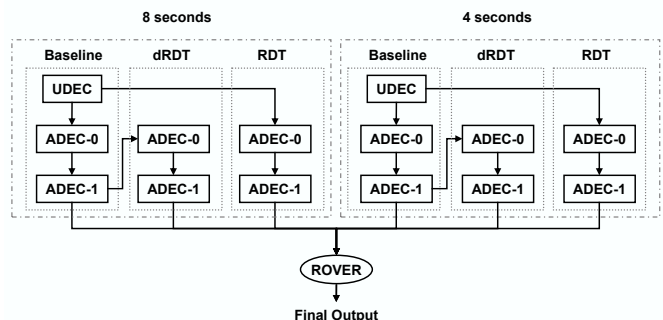 8 seconds 4 seconds
Baseline dRDT RDT Baseline dRDT RDT
UDEC UDEC
ADEC-0 ADEC-0 ADEC-0 ADEC-0 ADEC-0 ADEC-0
ADEC-1 ADEC-1 ADEC-1 ADEC-1 ADEC-1 ADEC-1
ROVER
Final Output